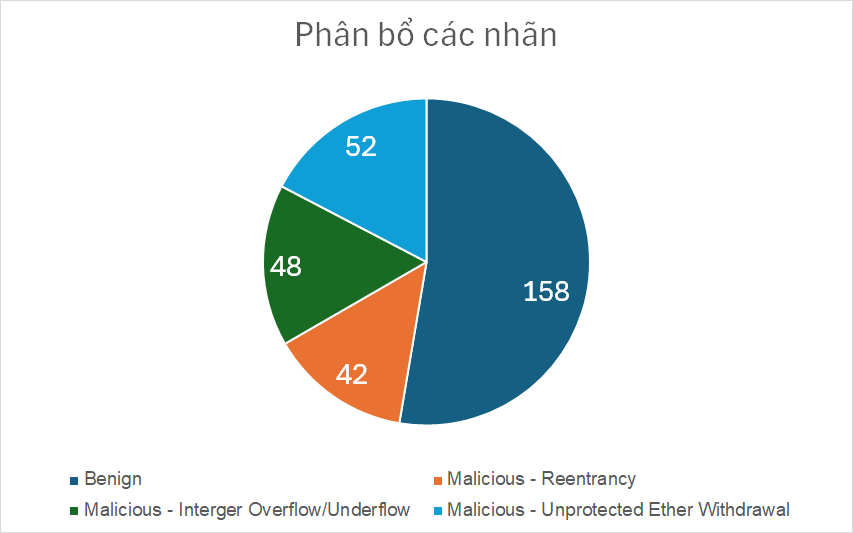 Phân bổ các nhãn
52
48
158
42
Benign
Malicious - Reentrancy
Malicious - Interger Overflow/Underflow
Malicious - Unprotected Ether Withdrawal